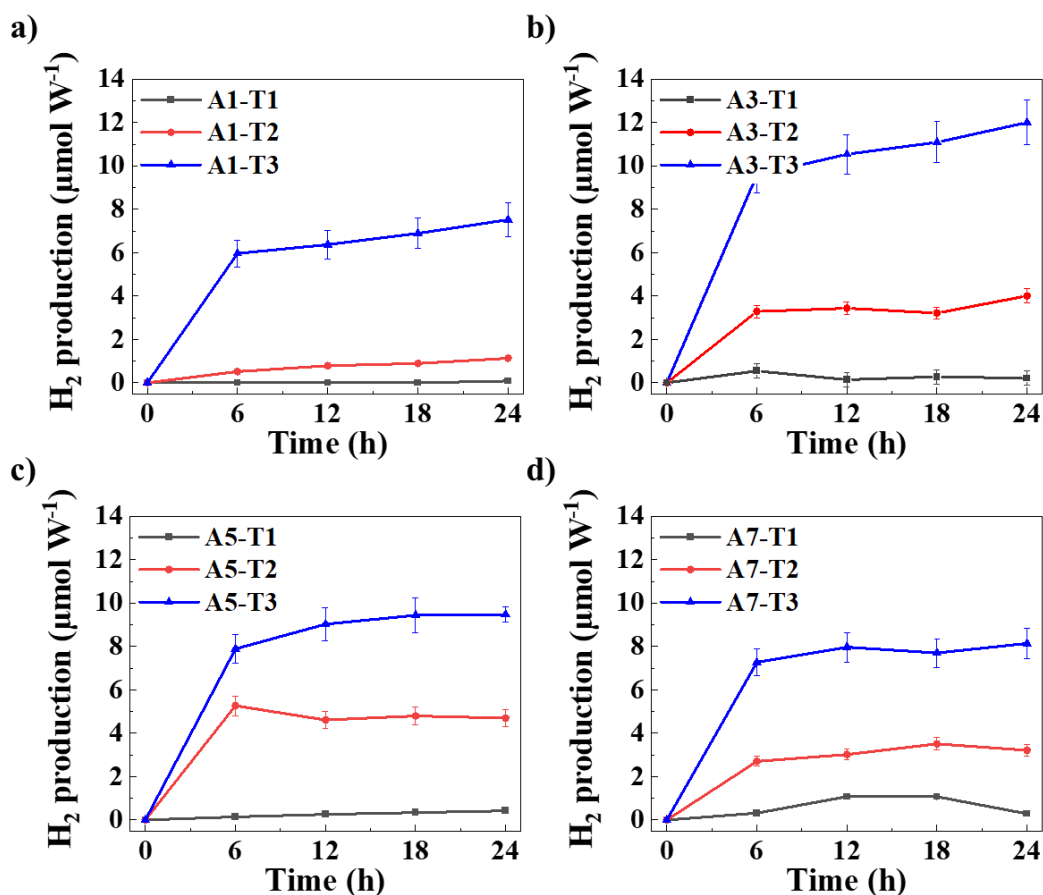 a)
H₂ production (μmol W⁻¹)
14
12
10
8
6
4
2
0
A1-T1
A1-T2
A1-T3
0 6 12 18 24
Time (h)
b)
H₂ production (μmol W⁻¹)
14
12
10
8
6
4
2
0
A3-T1
A3-T2
A3-T3
0 6 12 18 24
Time (h)
c)
H₂ production (μmol W⁻¹)
14
12
10
8
6
4
2
0
A5-T1
A5-T2
A5-T3
0 6 12 18 24
Time (h)
d)
H₂ production (μmol W⁻¹)
14
12
10
8
6
4
2
0
A7-T1
A7-T2
A7-T3
0 6 12 18 24
Time (h)